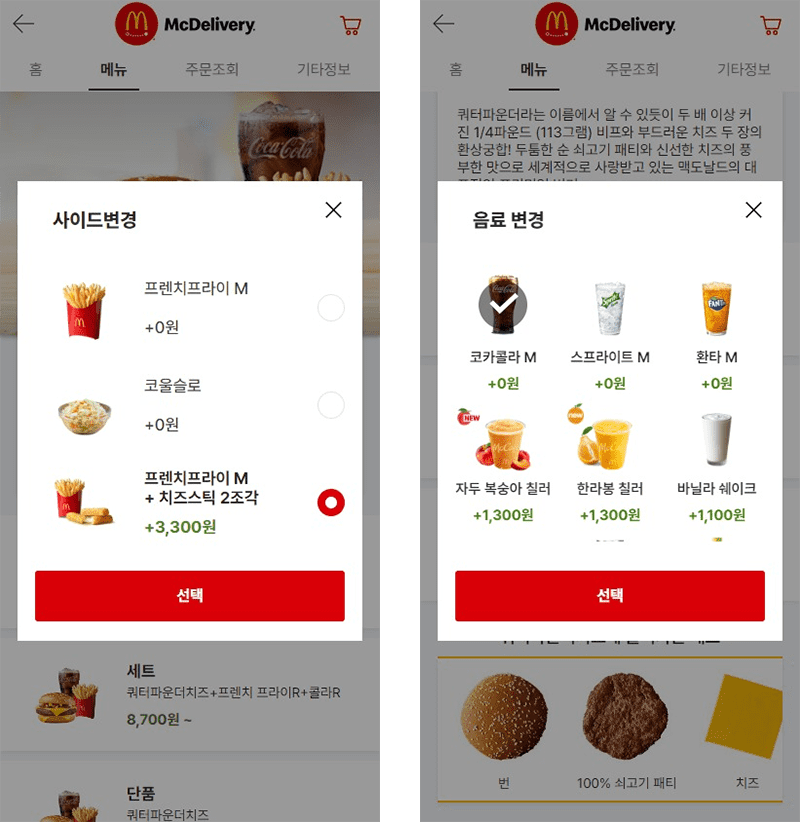 McDelivery.
홈
메뉴
주문조회
기타정보
Coca-Cola
사이드변경
프렌치프라이 M
+0원
코울슬로
+0원
프렌치프라이 M
+ 치즈스틱 2조각
+3,300원
선택
세트
쿼터파운더치즈+프렌치 프라이R+콜라R
8,700원 ~
단품
쿼터파운더치즈
McDelivery.
홈
메뉴
주문조회
기타정보
쿼터파운더라는 이름에서 알 수 있듯이 두 배 이상 커
진 1/4파운드 (113그램) 비프와 부드러운 치즈 두 장의
환상궁합! 두툼한 순 쇠고기 패티와 신선한 치즈의 풍
부한 맛으로 세계적으로 사랑받고 있는 맥도날드의 대
음료 변경
코카콜라 M
스프라이트 M
환타 M
+0원
+0원
+0원
NEW
자두 복숭아 칠러
한라봉 칠러
바닐라 쉐이크
+1,300원
+1,300원
+1,100원
선택
번
100% 쇠고기 패티
치즈